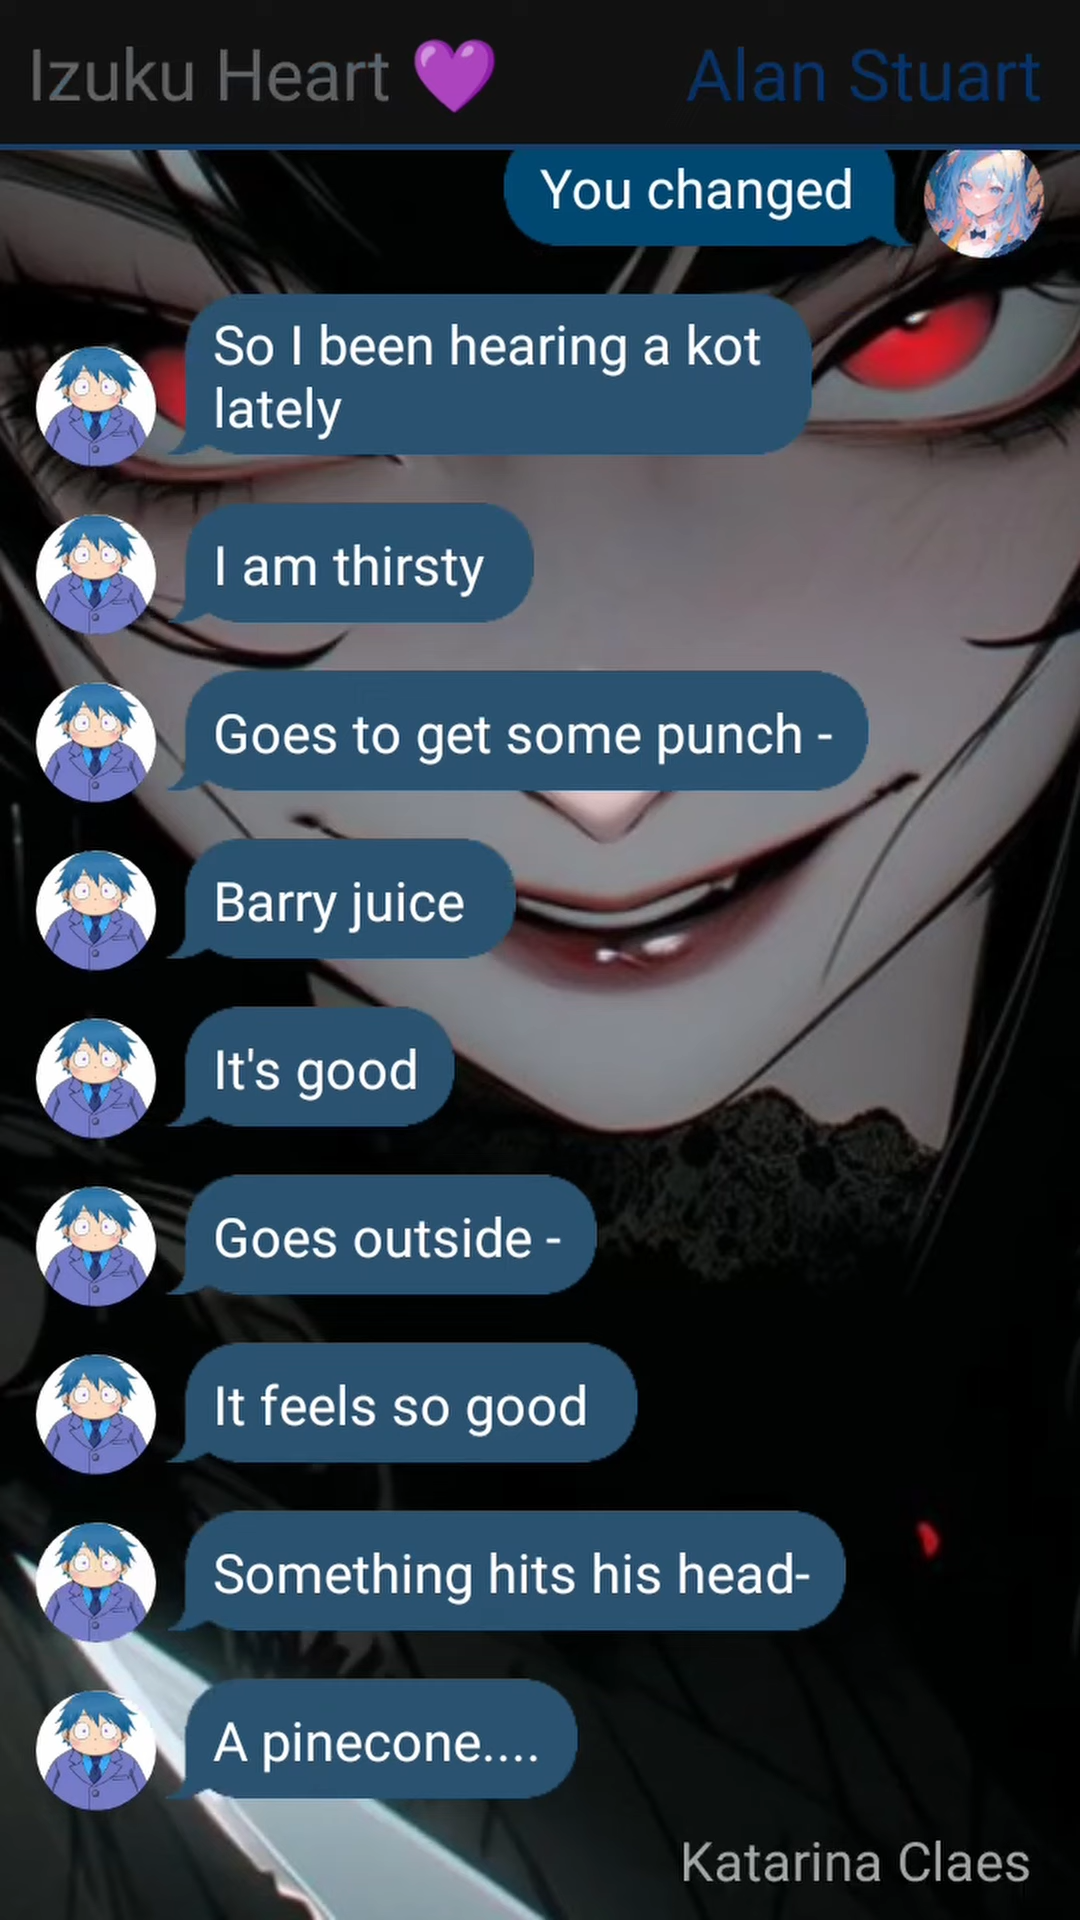 Izuku Heart 💜
Alan Stuart
You changed
So I been hearing a kot
lately
I am thirsty
Goes to get some punch -
Barry juice
It's good
Goes outside -
It feels so good
Something hits his head-
A pinecone....
Katarina Claes